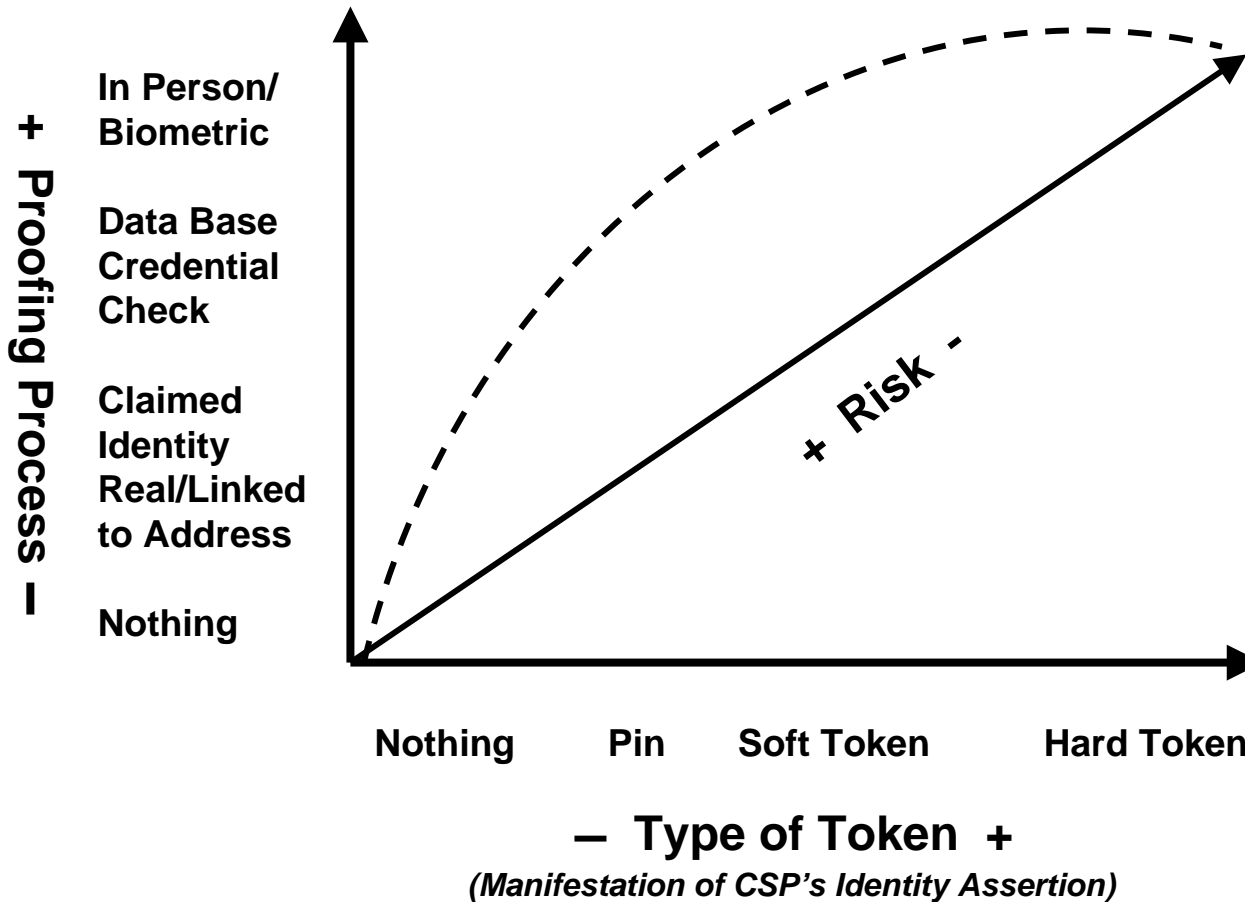 + Proofing Process –
In Person/
Biometric
Data Base
Credential
Check
Claimed
Identity
Real/Linked
to Address
Nothing
+ Risk -
Nothing Pin Soft Token Hard Token
– Type of Token +
(Manifestation of CSP's Identity Assertion)